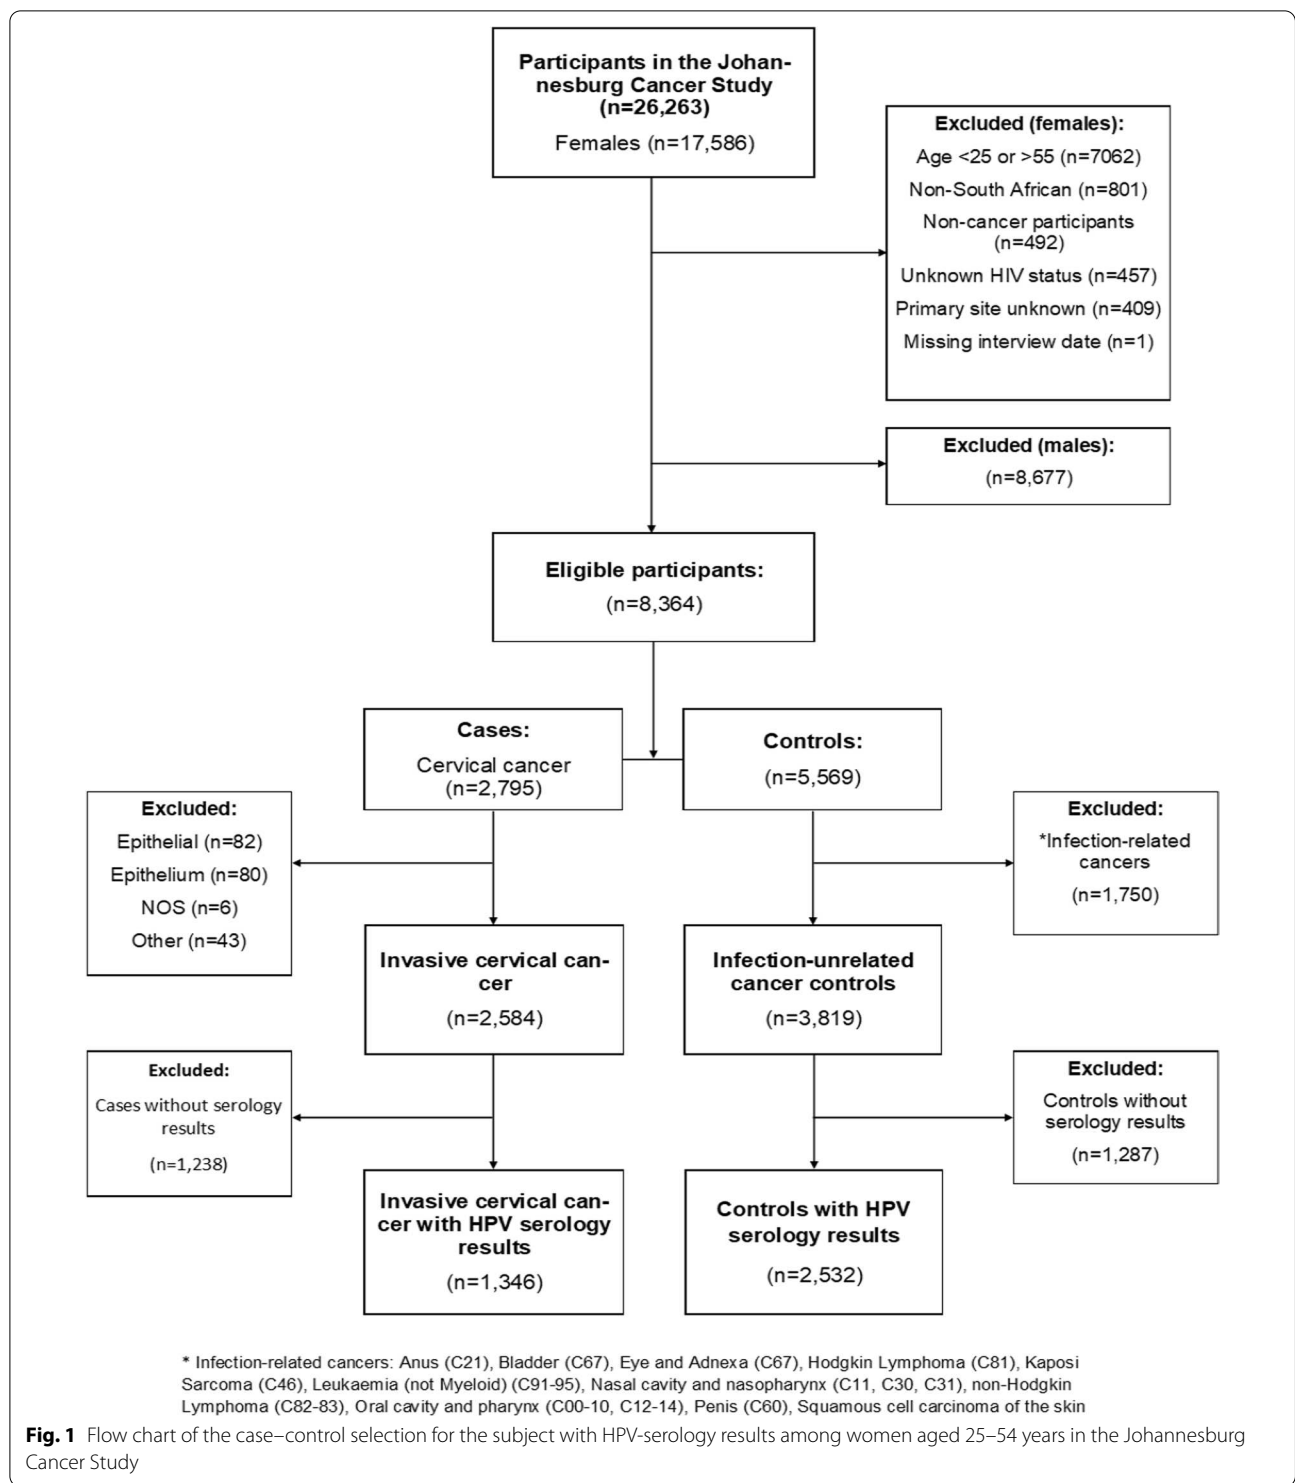 Participants in the Johan-
nesburg Cancer Study
(n=26,263)
Females (n=17,586)
Excluded (females):
Age <25 or >55 (n=7062)
Non-South African (n=801)
Non-cancer participants
(n=492)
Unknown HIV status (n=457)
Primary site unknown (n=409)
Missing interview date (n=1)
Excluded (males):
(n=8,677)
Eligible participants:
(n=8,364)
Cases:
Cervical cancer
(n=2,795)
Controls:
(n=5,569)
Excluded:
Epithelial (n=82)
Epithelium (n=80)
NOS (n=6)
Other (n=43)
Excluded:
*Infection-related
cancers
(n=1,750)
Invasive cervical can-
cer
(n=2,584)
Infection-unrelated
cancer controls
(n=3,819)
Excluded:
Cases without serology
results
(n=1,238)
Excluded:
Controls without
serology results
(n=1,287)
Invasive cervical can-
cer with HPV serology
results
(n=1,346)
Controls with HPV
serology results
(n=2,532)
* Infection-related cancers: Anus (C21), Bladder (C67), Eye and Adnexa (C67), Hodgkin Lymphoma (C81), Kaposi
Sarcoma (C46), Leukaemia (not Myeloid) (C91-95), Nasal cavity and nasopharynx (C11, C30, C31), non-Hodgkin
Lymphoma (C82-83), Oral cavity and pharynx (C00-10, C12-14), Penis (C60), Squamous cell carcinoma of the skin
Fig. 1 Flow chart of the case–control selection for the subject with HPV-serology results among women aged 25–54 years in the Johannesburg
Cancer Study